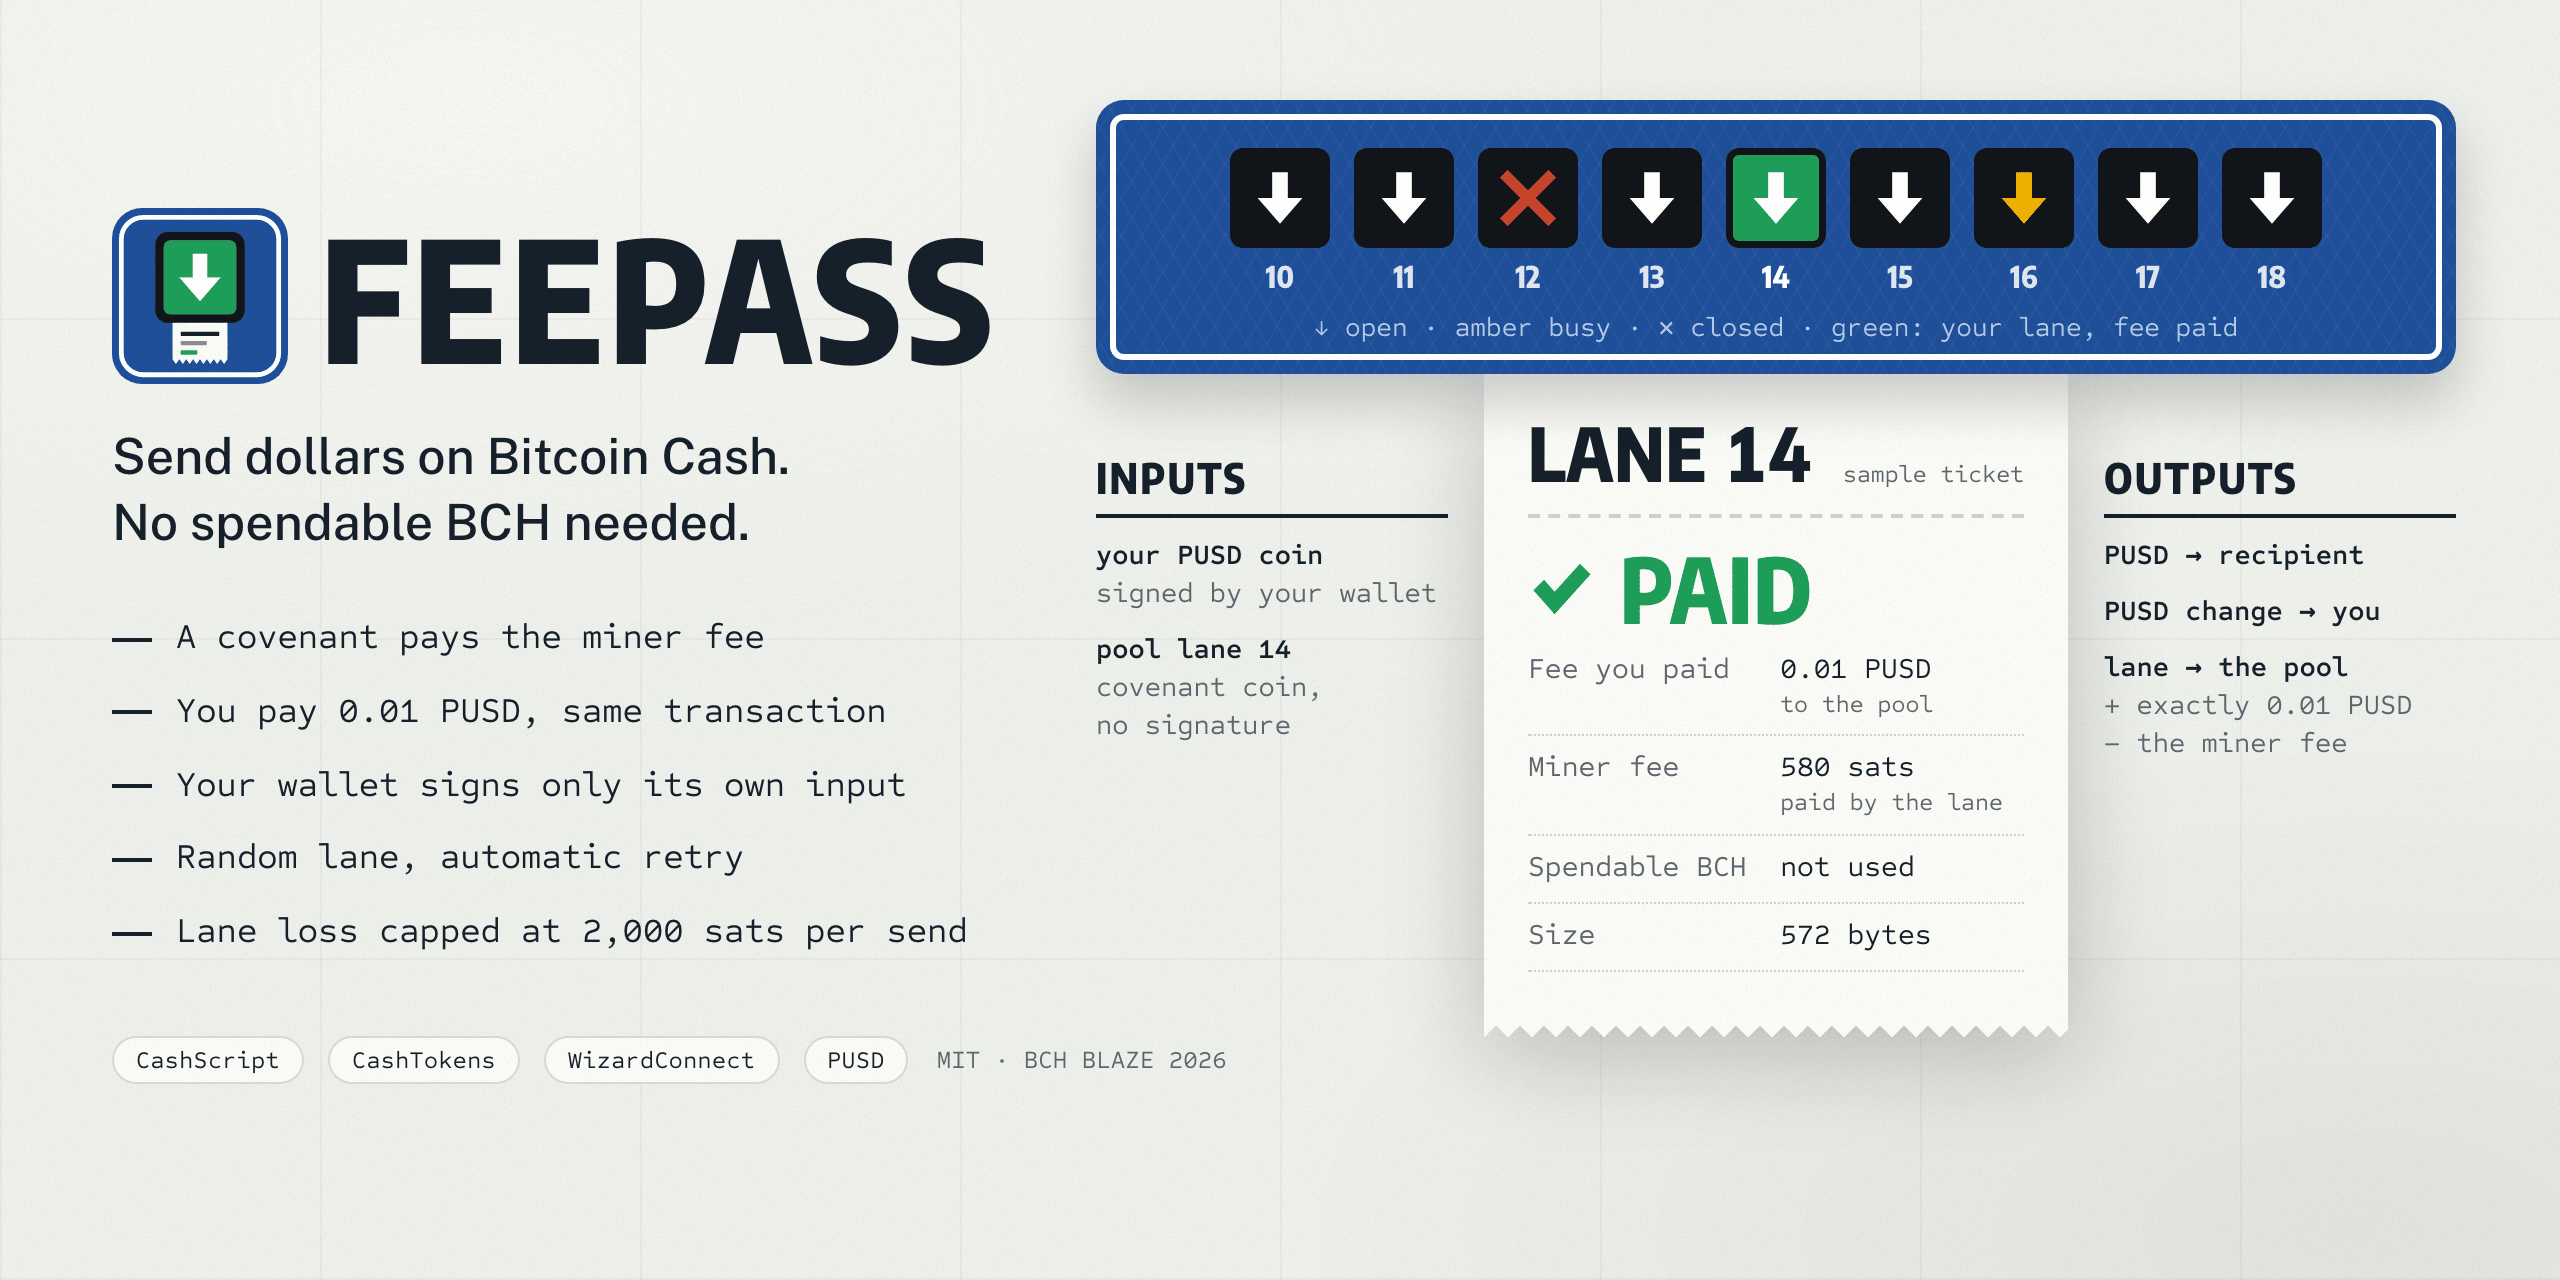 FEEPASS
Send dollars on Bitcoin Cash.
No spendable BCH needed.
— A covenant pays the miner fee
— You pay 0.01 PUSD, same transaction
— Your wallet signs only its own input
— Random lane, automatic retry
— Lane loss capped at 2,000 sats per send
CashScript CashTokens WizardConnect PUSD MIT · BCH BLAZE 2026
10 11 12 13 14 15 16 17 18
↓ open · amber busy · × closed · green: your lane, fee paid
INPUTS
your PUSD coin
signed by your wallet
pool lane 14
covenant coin,
no signature
LANE 14 sample ticket
✓ PAID
Fee you paid 0.01 PUSD
to the pool
Miner fee 580 sats
paid by the lane
Spendable BCH not used
Size 572 bytes
OUTPUTS
PUSD → recipient
PUSD change → you
lane → the pool
+ exactly 0.01 PUSD
− the miner fee